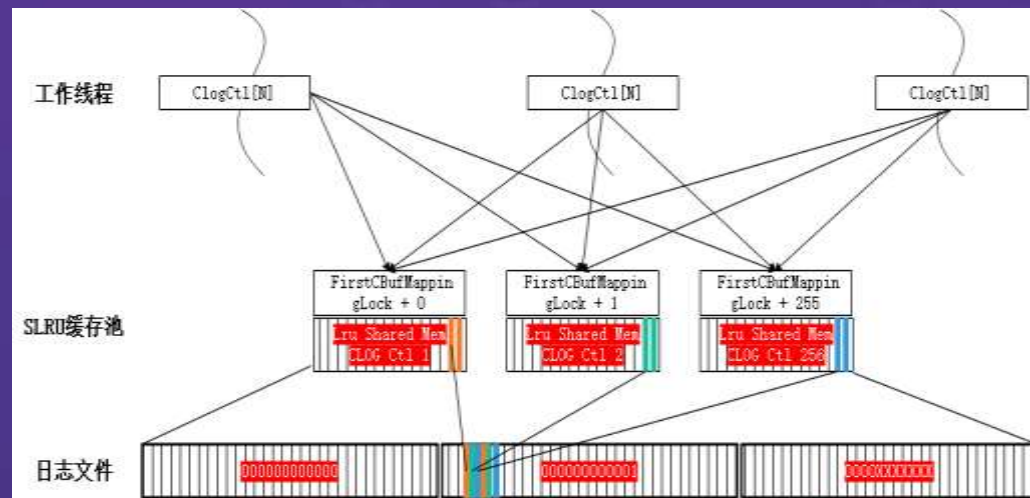 工作线程
ClogCtl[N]
ClogCtl[N]
ClogCtl[N]
SLRU缓存池
FirstCBufMappin
gLock + 0
FirstCBufMappin
gLock + 1
FirstCBufMappin
gLock + 255
Lru Shared Mem
CLOG Ctl 1
Lru Shared Mem
CLOG Ctl 2
Lru Shared Mem
CLOG Ctl 256
日志文件
000000000000
000000000001
0000XXXXXXXX